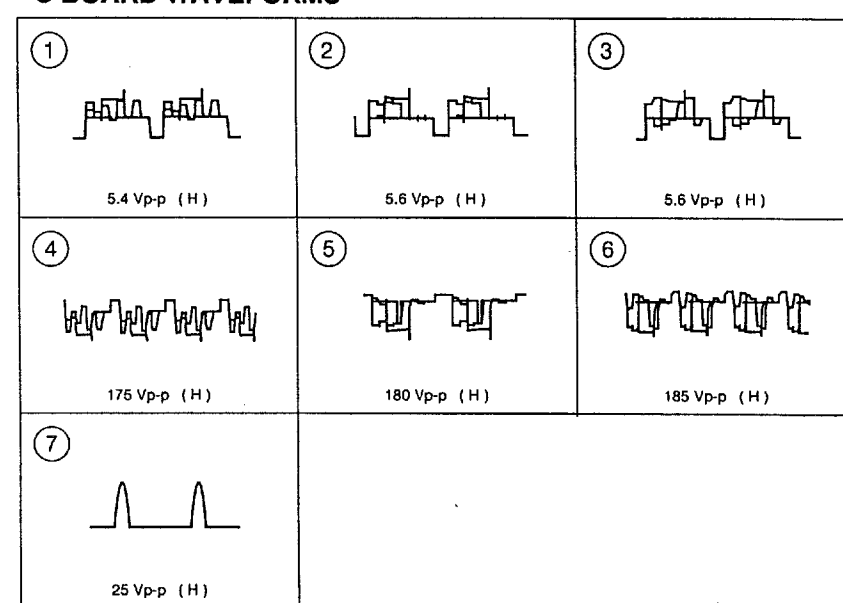 C BOARD WAVEFORMS
1
2
3
5.4 Vp-p ( H )
5.6 Vp-p ( H )
5.6 Vp-p ( H )
4
5
6
175 Vp-p ( H )
180 Vp-p ( H )
185 Vp-p ( H )
7
25 Vp-p ( H )